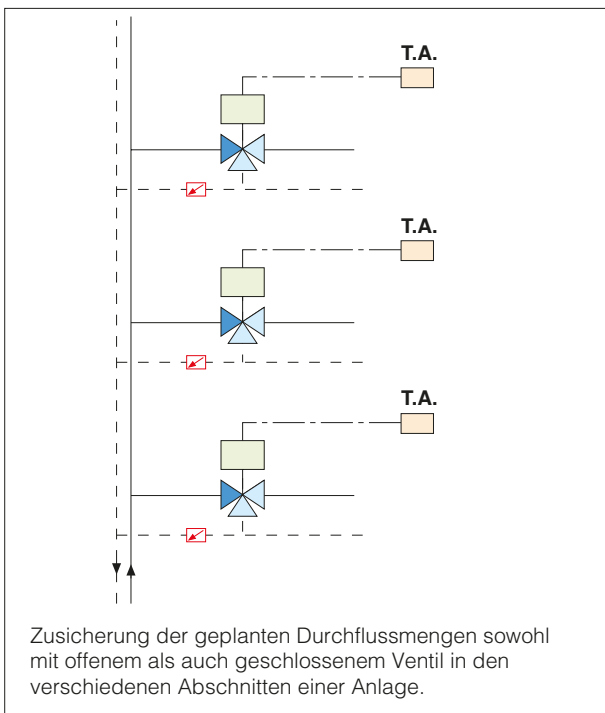 T.A.
T.A.
T.A.
Zusicherung der geplanten Durchflussmengen sowohl
mit offenem als auch geschlossenem Ventil in den
verschiedenen Abschnitten einer Anlage.